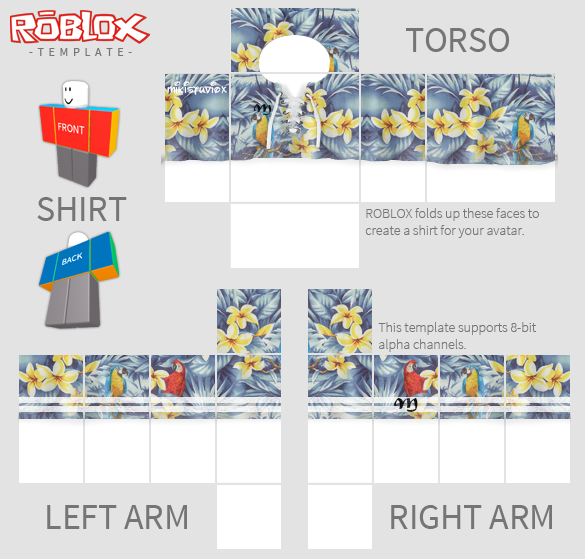 ROBLOX
-TEMPLATE-
TORSO
mikistudiox
FRONT
m
SHIRT
ROBLOX folds up these faces to
create a shirt for your avatar.
BACK
This template supports 8-bit
alpha channels.
m
LEFT ARM
RIGHT ARM